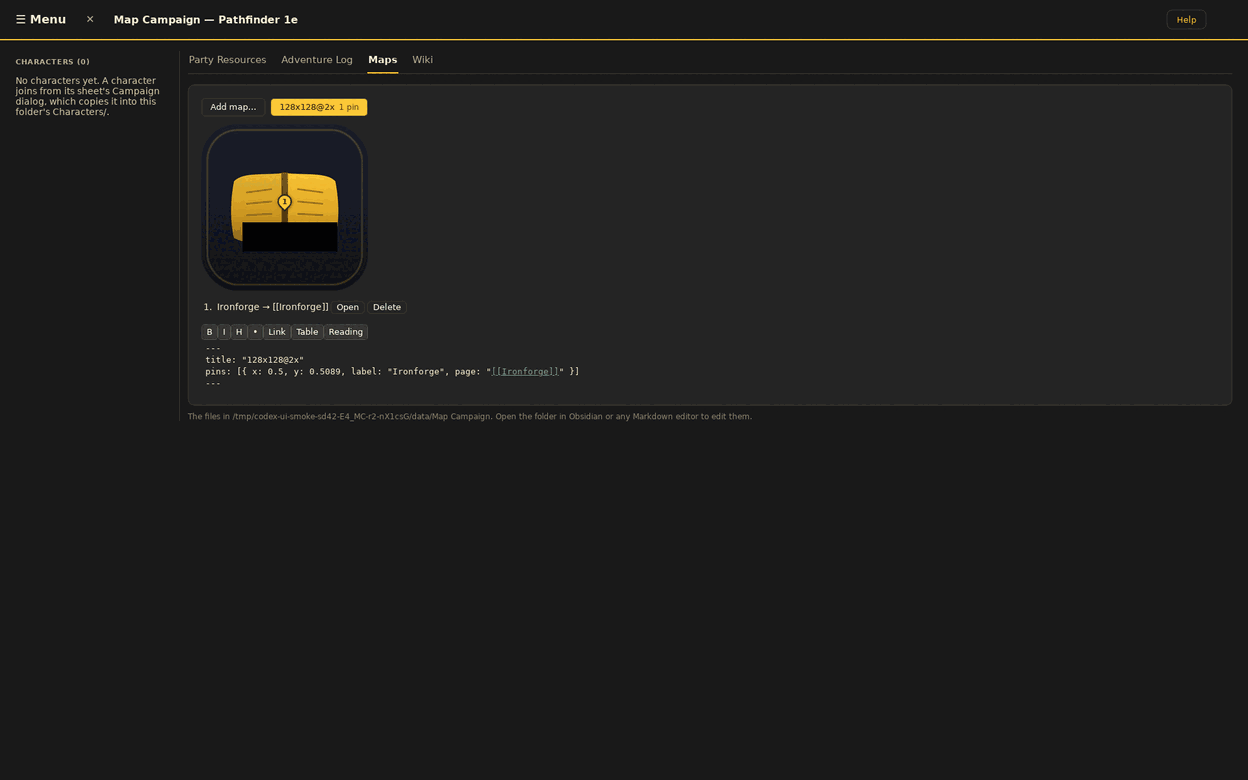 ☰ Menu × Map Campaign — Pathfinder 1e Help
CHARACTERS (0)
No characters yet. A character
joins from its sheet's Campaign
dialog, which copies it into this
folder's Characters/.
Party Resources Adventure Log Maps Wiki
Add map... 128x128@2x 1 pin
1
1. Ironforge → [[Ironforge]] Open Delete
B I H • Link Table Reading
---
title: "128x128@2x"
pins: [{ x: 0.5, y: 0.5089, label: "Ironforge", page: "[[Ironforge]]" }]
---
The files in /tmp/codex-ui-smoke-sd42-E4_MC-r2-nX1csG/data/Map Campaign. Open the folder in Obsidian or any Markdown editor to edit them.